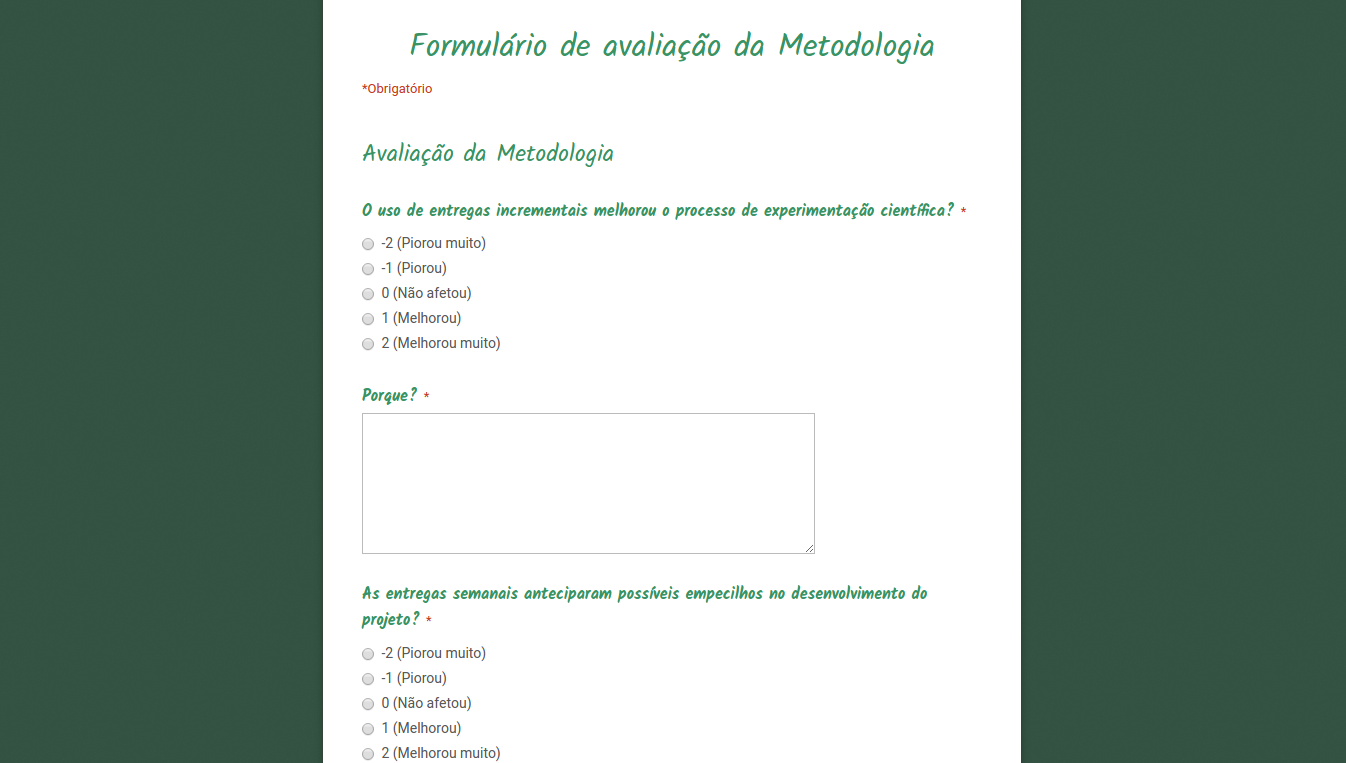 Formulário de avaliação da Metodologia
*Obrigatório
Avaliação da Metodologia
O uso de entregas incrementais melhorou o processo de experimentação científica? *
-2 (Piorou muito)
-1 (Piorou)
0 (Não afetou)
1 (Melhorou)
2 (Melhorou muito)
Porque? *
As entregas semanais anteciparam possíveis empecilhos no desenvolvimento do
projeto? *
-2 (Piorou muito)
-1 (Piorou)
0 (Não afetou)
1 (Melhorou)
2 (Melhorou muito)